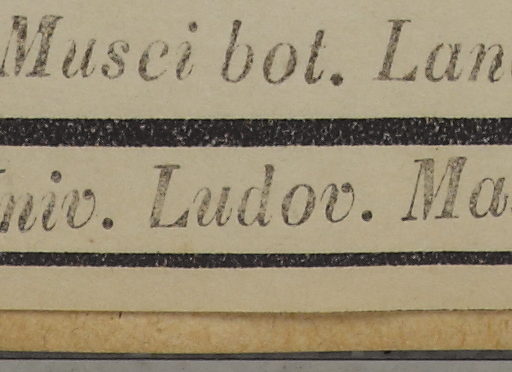 Musci bot. Lan
niv. Ludov. Ma